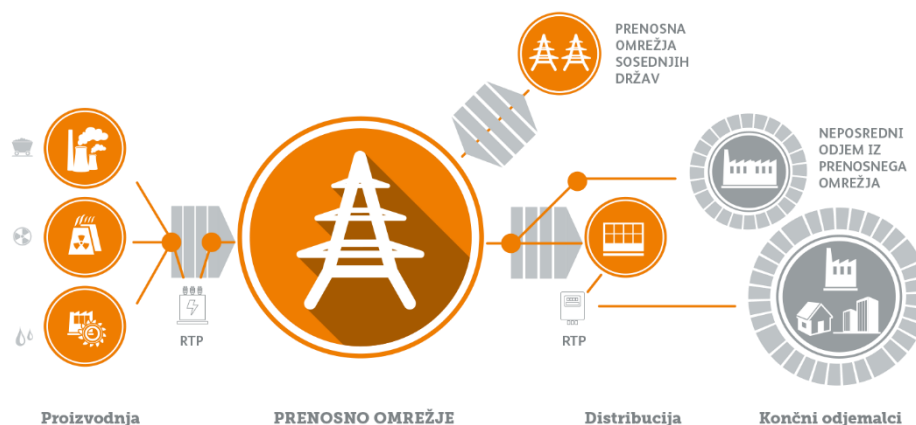 PRENOSNA
OMREŽJA
SOSEDNJIH
DRŽAV
NEPOSREDNI
ODJEM IZ
PRENOSNEGA
OMREŽJA
RTP
RTP
Proizvodnja
PRENOSNO OMREŽJE
Distribucija
Končni odjemalci